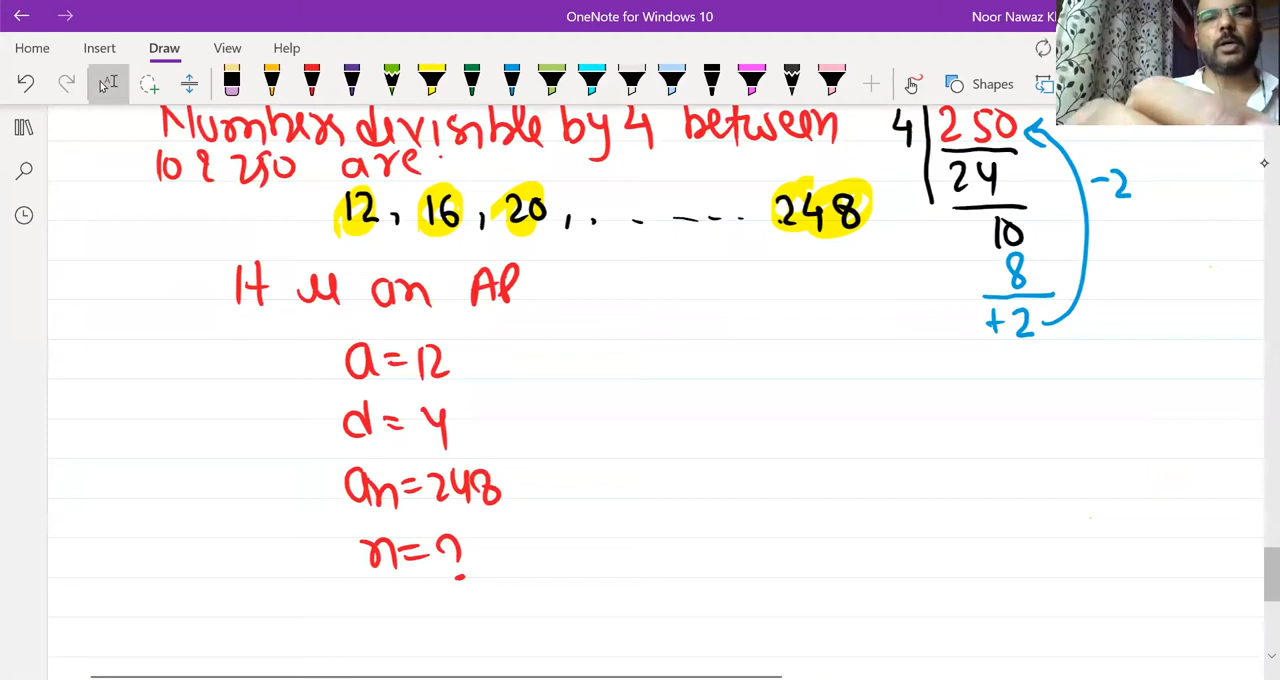 OneNote for Windows 10
Noor Nawaz Kh
Home Insert Draw View Help
Shapes
Numbers divisible by 4 between
10 & 250 are
12, 16, 20, . . - - - . . 248
It is an AP
a = 12
d = 4
an = 248
n = ?
4 250
24
10
8
+2
-2